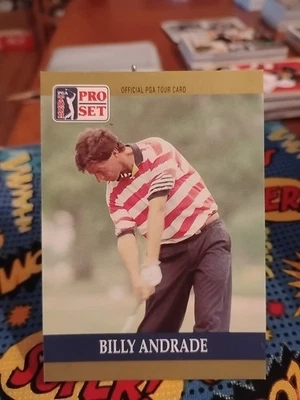 PRO
SET
OFFICIAL PGA TOUR CARD
BILLY ANDRADE